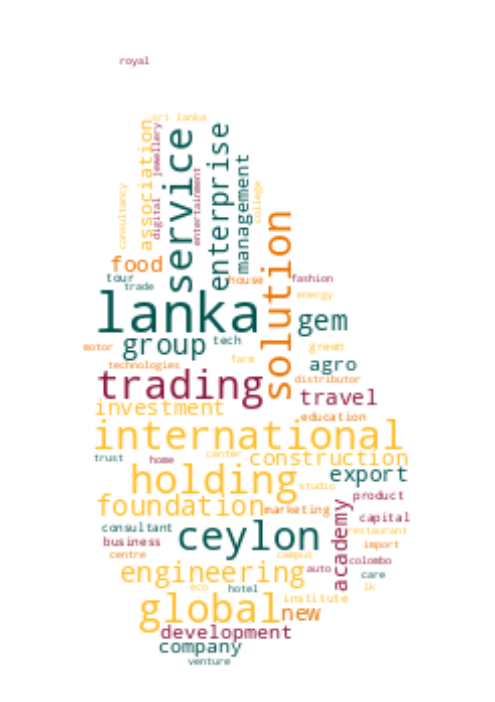 royal
sri lanka
association
jewellery
service
enterprise
management
consultancy
digital
entertainment
college
solution
food
tour
trade
house
fashion
energy
lanka
gem
group
tech
motor
green
farm
technologies
agro
distributor
trading
travel
investment
education
international
trust
home
center
construction
holding
export
studio
product
foundation
marketing
academy
capital
consultant
ceylon
restaurant
business
import
centre
campus
colombo
engineering
auto
care
eco
hotel
lk
global
institute
new
development
company
venture